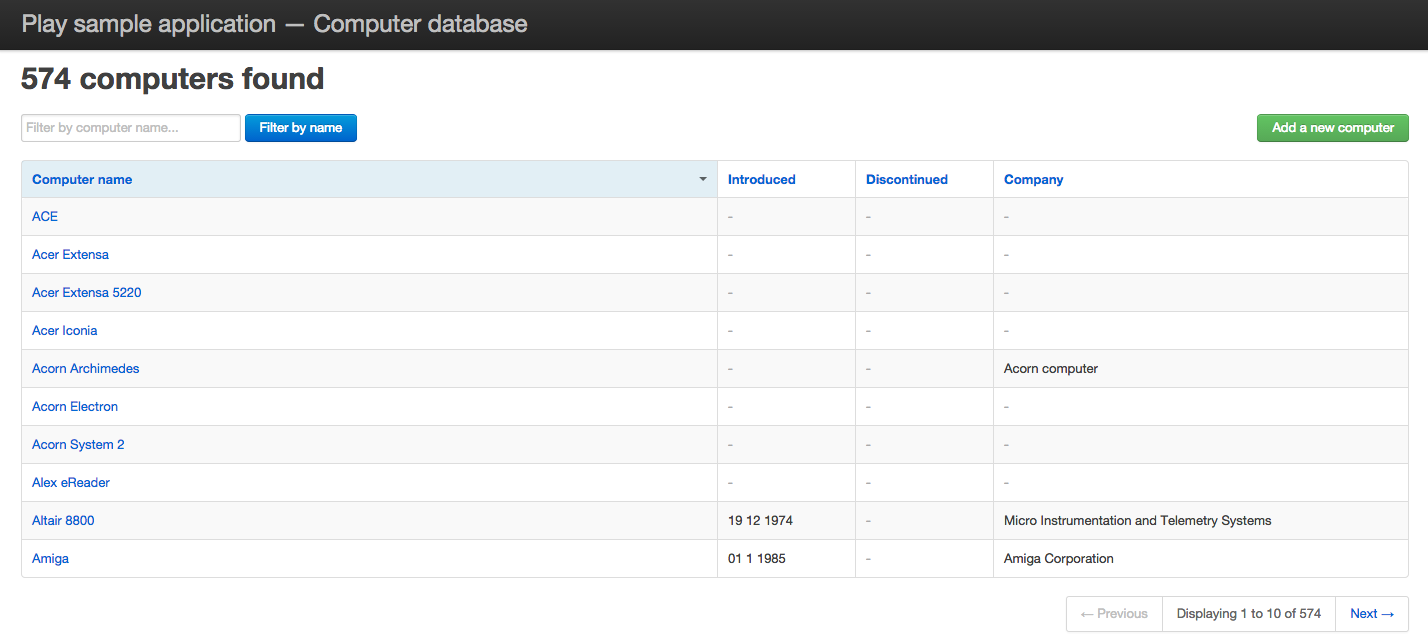 Play sample application — Computer database
574 computers found
Filter by computer name... Filter by name Add a new computer
Computer name Introduced Discontinued Company
ACE - - -
Acer Extensa - - -
Acer Extensa 5220 - - -
Acer Iconia - - -
Acorn Archimedes - - Acorn computer
Acorn Electron - - -
Acorn System 2 - - -
Alex eReader - - -
Altair 8800 19 12 1974 - Micro Instrumentation and Telemetry Systems
Amiga 01 1 1985 - Amiga Corporation
← Previous Displaying 1 to 10 of 574 Next →